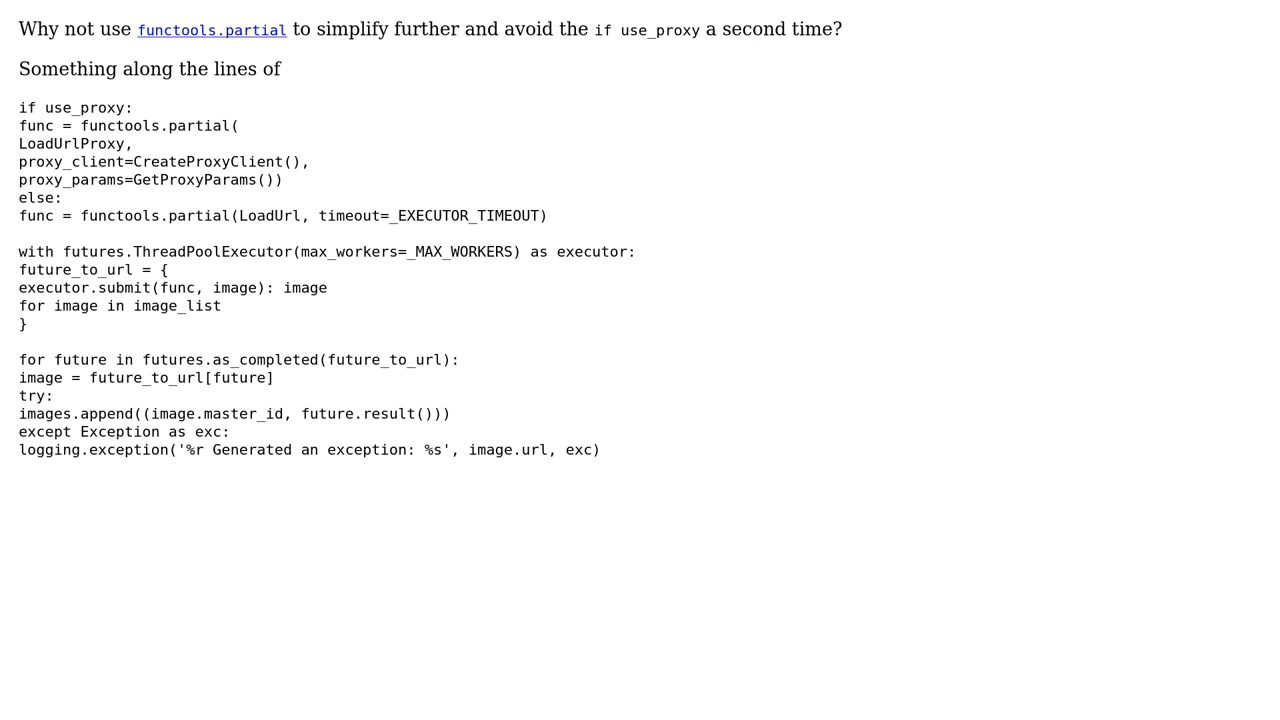 Why not use functools.partial to simplify further and avoid the if use_proxy a second time?
Something along the lines of
if use_proxy:
func = functools.partial(
LoadUrlProxy,
proxy_client=CreateProxyClient(),
proxy_params=GetProxyParams())
else:
func = functools.partial(LoadUrl, timeout=_EXECUTOR_TIMEOUT)
with futures.ThreadPoolExecutor(max_workers=_MAX_WORKERS) as executor:
future_to_url = {
executor.submit(func, image): image
for image in image_list
}
for future in futures.as_completed(future_to_url):
image = future_to_url[future]
try:
images.append((image.master_id, future.result()))
except Exception as exc:
logging.exception('%r Generated an exception: %s', image.url, exc)